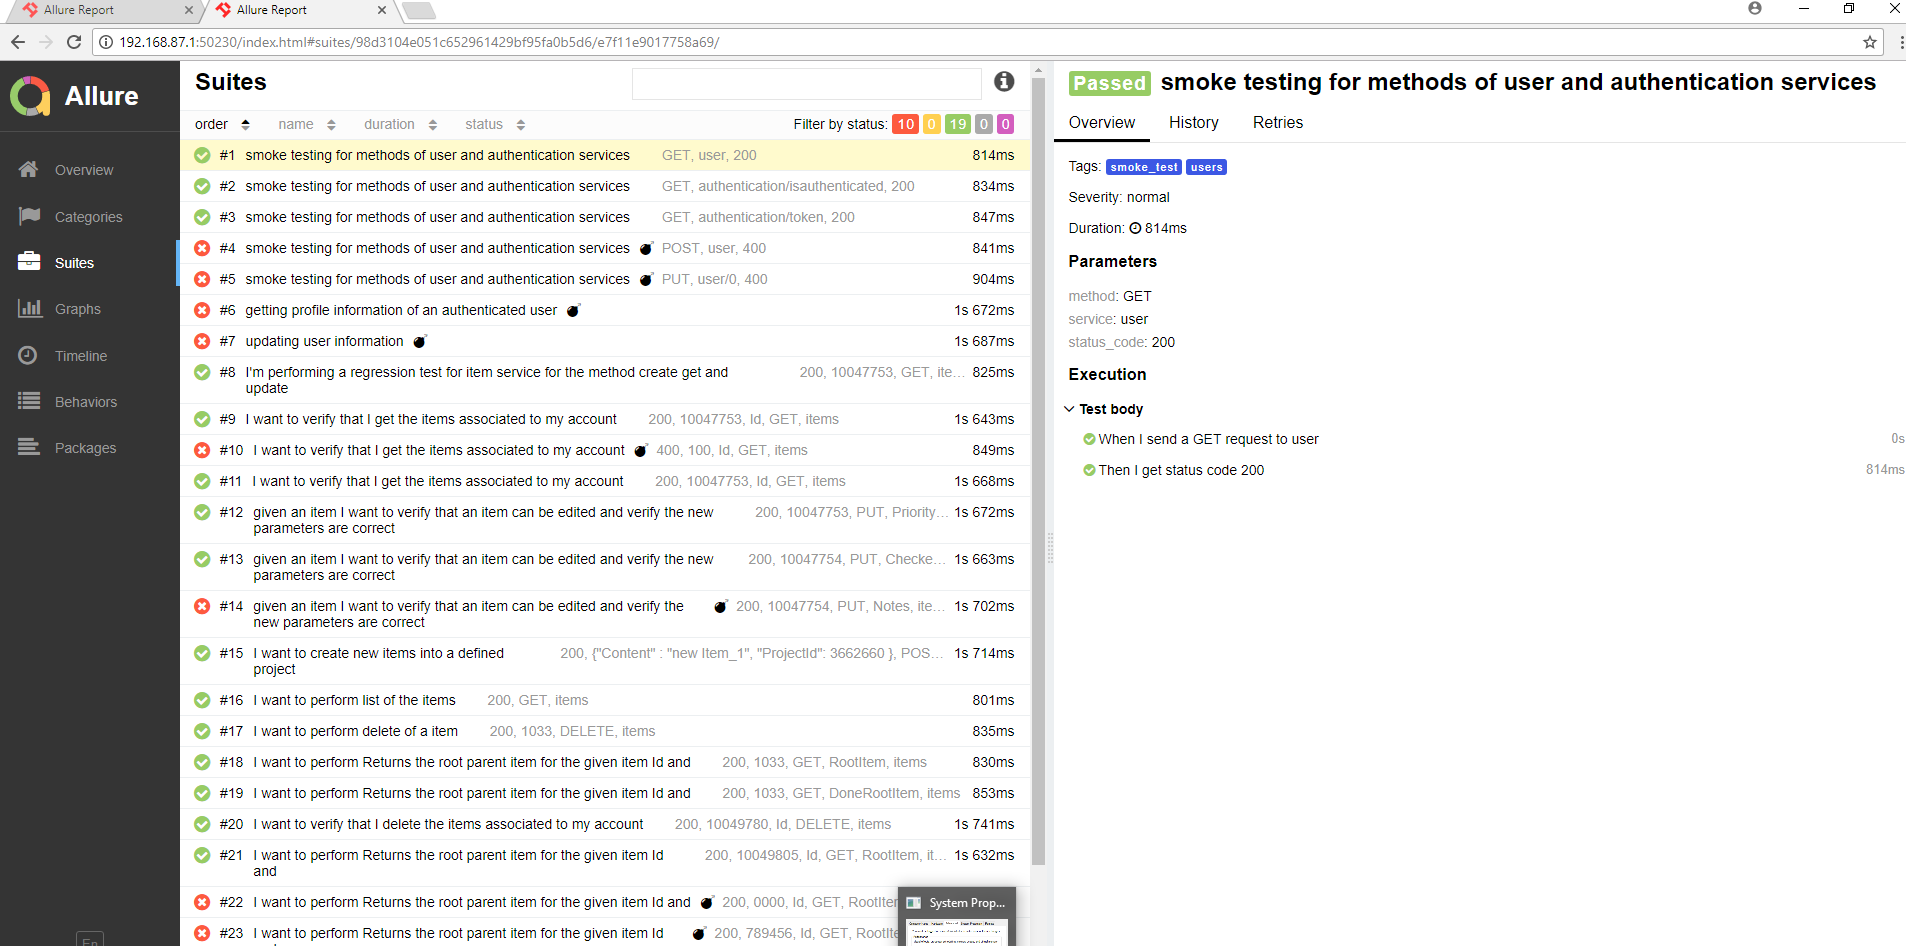 Allure Report
Allure Report
192.168.87.1:50230/index.html#suites/98d3104e051c652961429bf95fa0b5d6/e7f11e9017758a69/
Allure
Overview
Categories
Suites
Graphs
Timeline
Behaviors
Packages
En
Suites
order name duration status Filter by status: 10 0 19 0 0
#1 smoke testing for methods of user and authentication services GET, user, 200 814ms
#2 smoke testing for methods of user and authentication services GET, authentication/isauthenticated, 200 834ms
#3 smoke testing for methods of user and authentication services GET, authentication/token, 200 847ms
#4 smoke testing for methods of user and authentication services POST, user, 400 841ms
#5 smoke testing for methods of user and authentication services PUT, user/0, 400 904ms
#6 getting profile information of an authenticated user 1s 672ms
#7 updating user information 1s 687ms
#8 I'm performing a regression test for item service for the method create get and 200, 10047753, GET, ite... 825ms
update
#9 I want to verify that I get the items associated to my account 200, 10047753, Id, GET, items 1s 643ms
#10 I want to verify that I get the items associated to my account 400, 100, Id, GET, items 849ms
#11 I want to verify that I get the items associated to my account 200, 10047753, Id, GET, items 1s 668ms
#12 given an item I want to verify that an item can be edited and verify the new 200, 10047753, PUT, Priority... 1s 672ms
parameters are correct
#13 given an item I want to verify that an item can be edited and verify the new 200, 10047754, PUT, Checke... 1s 663ms
parameters are correct
#14 given an item I want to verify that an item can be edited and verify the 200, 10047754, PUT, Notes, ite... 1s 702ms
new parameters are correct
#15 I want to create new items into a defined 200, {"Content" : "new Item_1", "ProjectId": 3662660 }, POS... 1s 714ms
project
#16 I want to perform list of the items 200, GET, items 801ms
#17 I want to perform delete of a item 200, 1033, DELETE, items 835ms
#18 I want to perform Returns the root parent item for the given item Id and 200, 1033, GET, RootItem, items 830ms
#19 I want to perform Returns the root parent item for the given item Id and 200, 1033, GET, DoneRootItem, items 853ms
#20 I want to verify that I delete the items associated to my account 200, 10049780, Id, DELETE, items 1s 741ms
#21 I want to perform Returns the root parent item for the given item Id 200, 10049805, Id, GET, RootItem, it... 1s 632ms
and
#22 I want to perform Returns the root parent item for the given item Id and 200, 0000, Id, GET, RootIter
#23 I want to perform Returns the root parent item for the given item Id 200, 789456, Id, GET, RootIt
System Prop...
Passed smoke testing for methods of user and authentication services
Overview History Retries
Tags: smoke_test users
Severity: normal
Duration: 814ms
Parameters
method: GET
service: user
status_code: 200
Execution
Test body
When I send a GET request to user 0s
Then I get status code 200 814ms